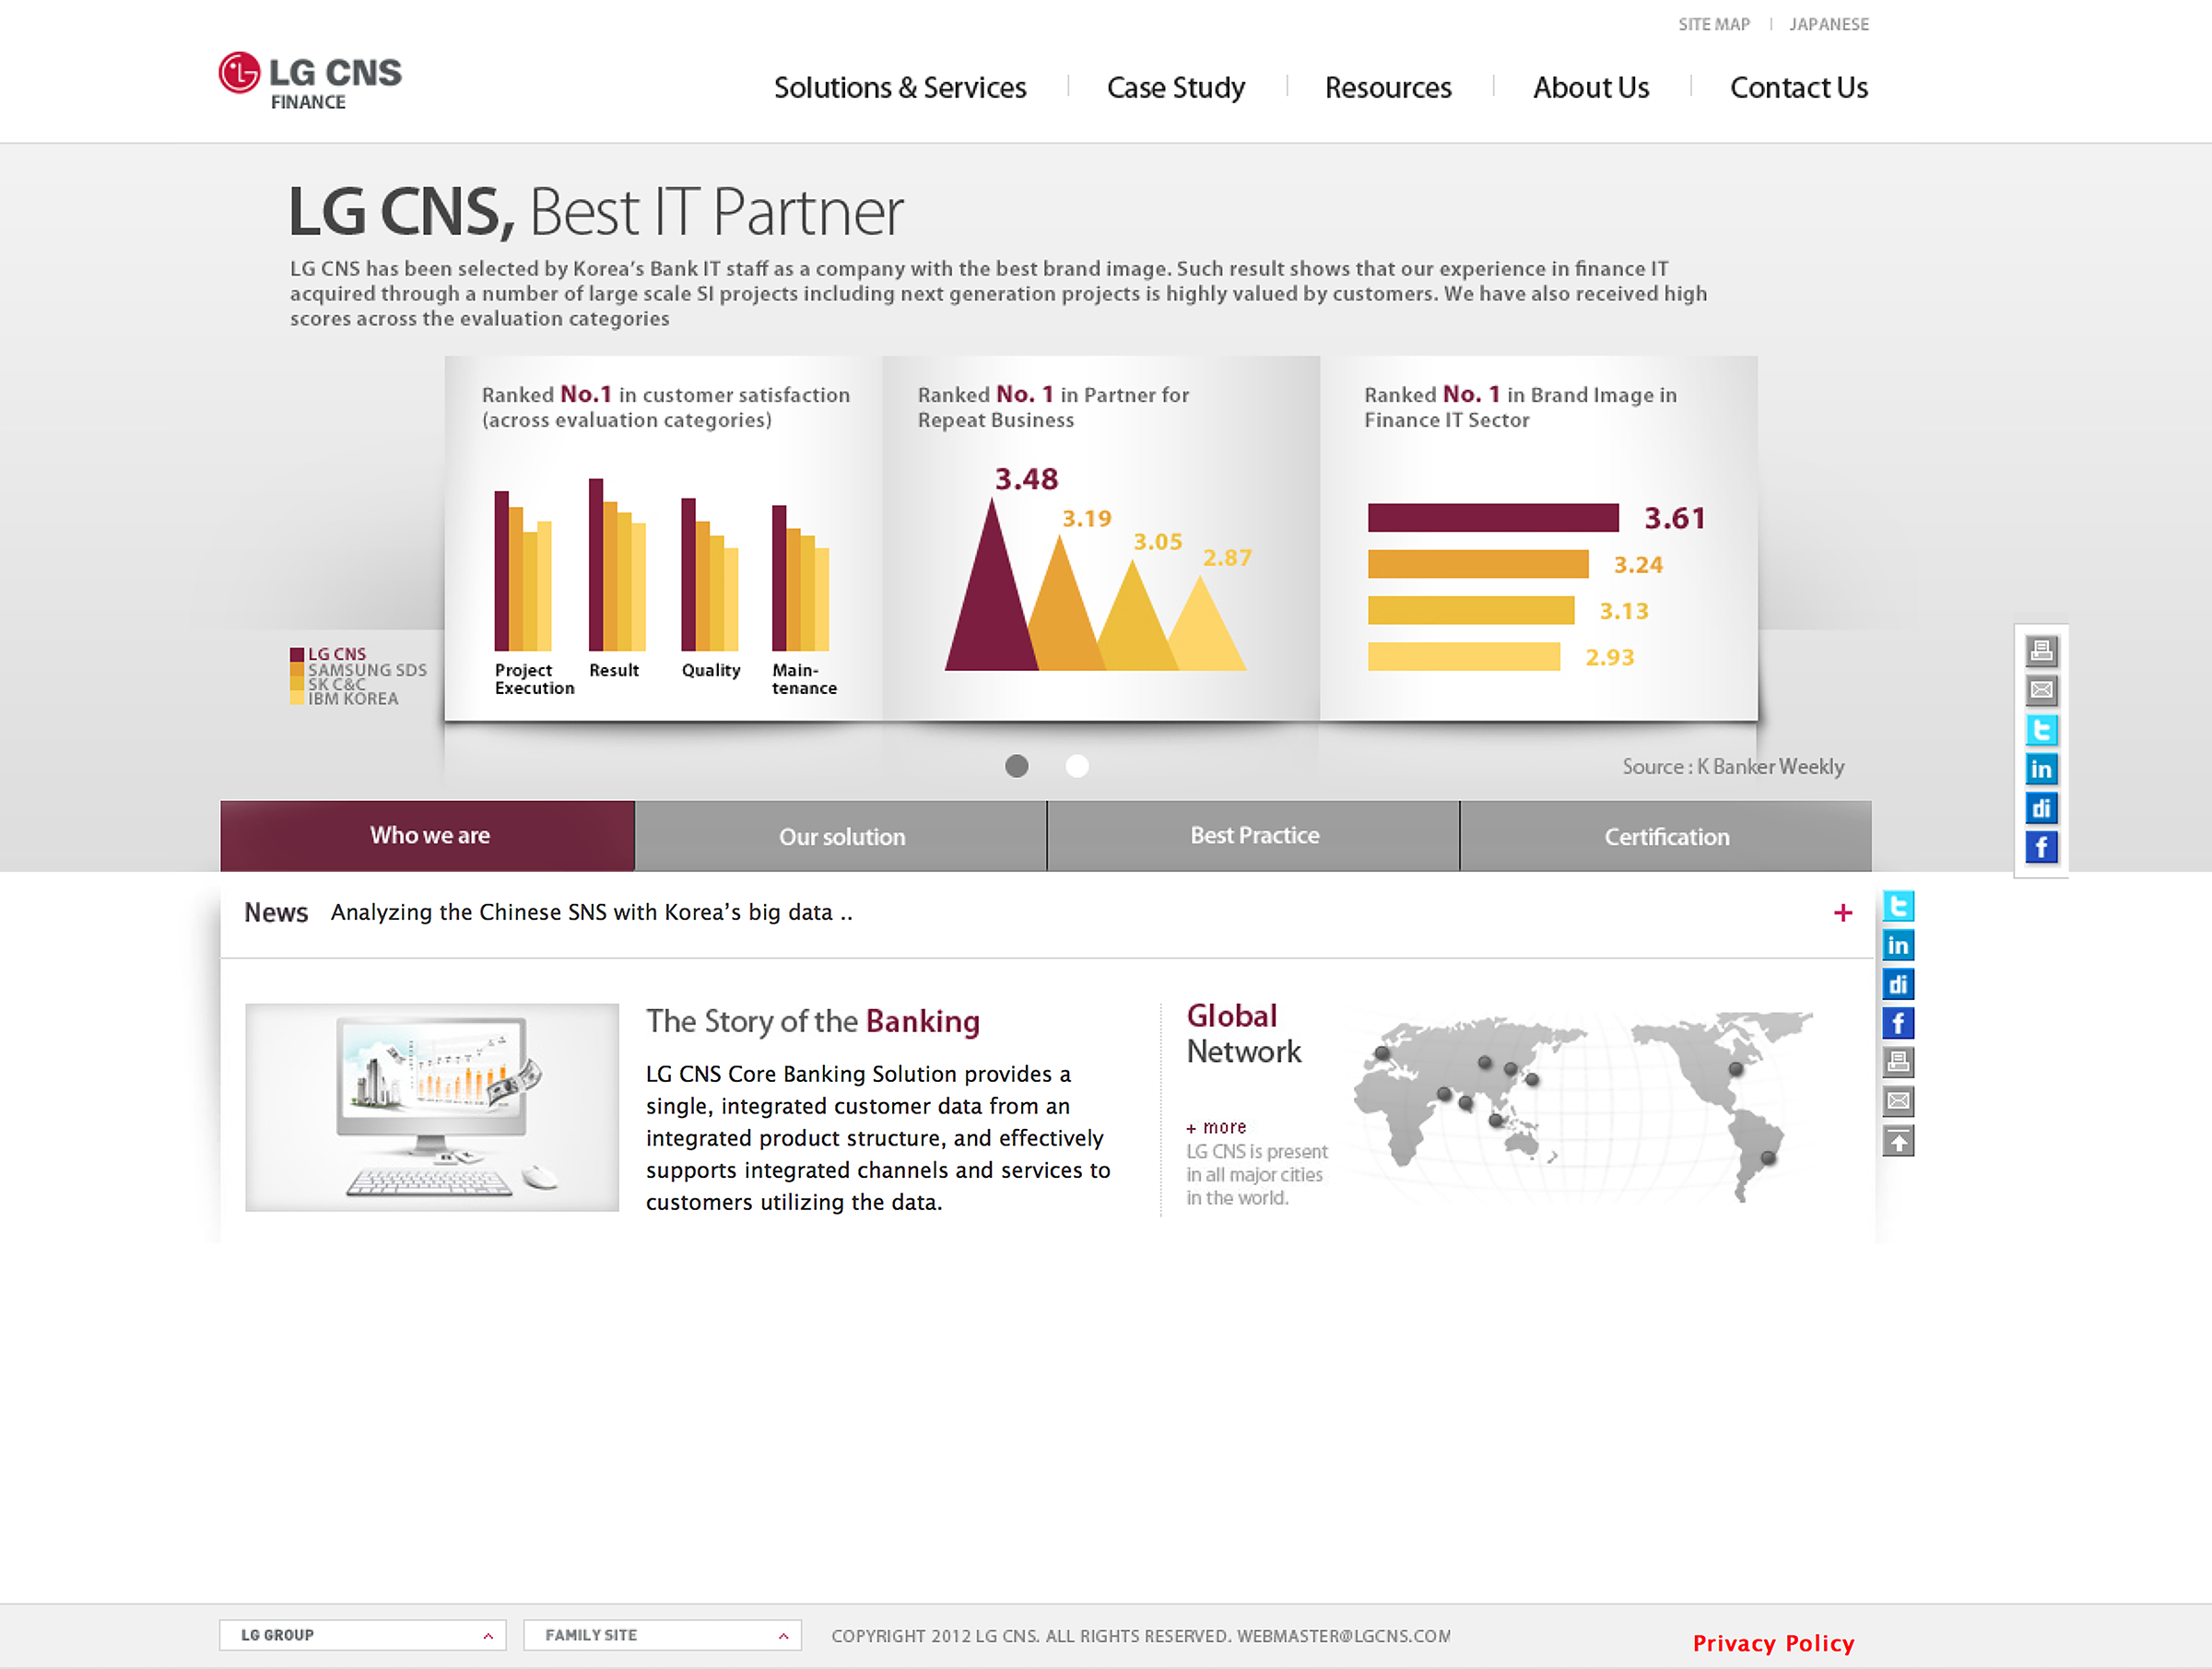 SITE MAP | JAPANESE
LG CNS
FINANCE
Solutions & Services | Case Study | Resources | About Us | Contact Us
LG CNS, Best IT Partner
LG CNS has been selected by Korea's Bank IT staff as a company with the best brand image. Such result shows that our experience in finance IT
acquired through a number of large scale SI projects including next generation projects is highly valued by customers. We have also received high
scores across the evaluation categories
Ranked No.1 in customer satisfaction
(across evaluation categories)
Project
Execution
Result
Quality
Main-
tenance
LG CNS
SAMSUNG SDS
SK C&C
IBM KOREA
Ranked No. 1 in Partner for
Repeat Business
3.48
3.19
3.05
2.87
Ranked No. 1 in Brand Image in
Finance IT Sector
3.61
3.24
3.13
2.93
Source : K Banker Weekly
Who we are
Our solution
Best Practice
Certification
News Analyzing the Chinese SNS with Korea's big data ..
+
The Story of the Banking
LG CNS Core Banking Solution provides a
single, integrated customer data from an
integrated product structure, and effectively
supports integrated channels and services to
customers utilizing the data.
Global
Network
+ more
LG CNS is present
in all major cities
in the world.
t
in
di
f
t
in
di
f
LG GROUP
FAMILY SITE
COPYRIGHT 2012 LG CNS. ALL RIGHTS RESERVED. WEBMASTER@LGCNS.COM
Privacy Policy